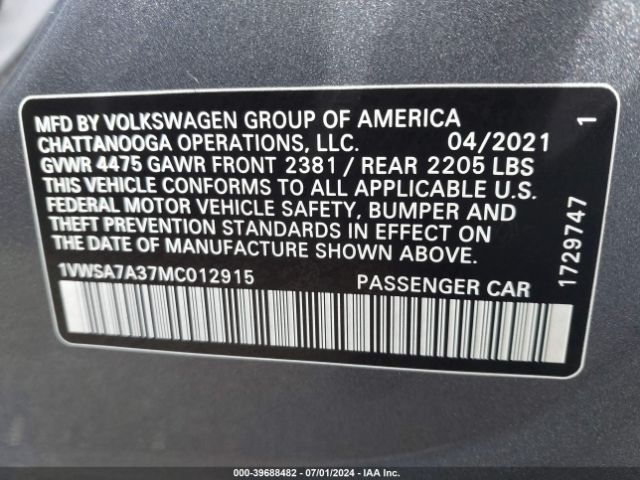 MFD BY VOLKSWAGEN GROUP OF AMERICA
CHATTANOOGA OPERATIONS, LLC. 04/2021
GVWR 4475 GAWR FRONT 2381 / REAR 2205 LBS
THIS VEHICLE CONFORMS TO ALL APPLICABLE U.S.
FEDERAL MOTOR VEHICLE SAFETY, BUMPER AND
THEFT PREVENTION STANDARDS IN EFFECT ON
THE DATE OF MANUFACTURE SHOWN ABOVE.
1VWSA7A37MC012915 PASSENGER CAR
1729747 1
000-39688482 - 07/01/2024 - IAAI.COM